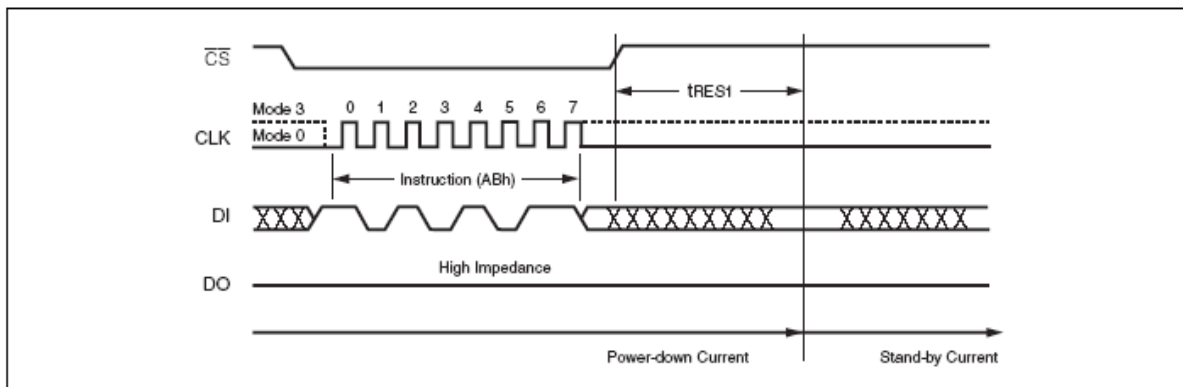 CS
tRES1
Mode 3 0 1 2 3 4 5 6 7
CLK Mode 0
Instruction (ABh)
DI
High Impedance
DO
Power-down Current Stand-by Current